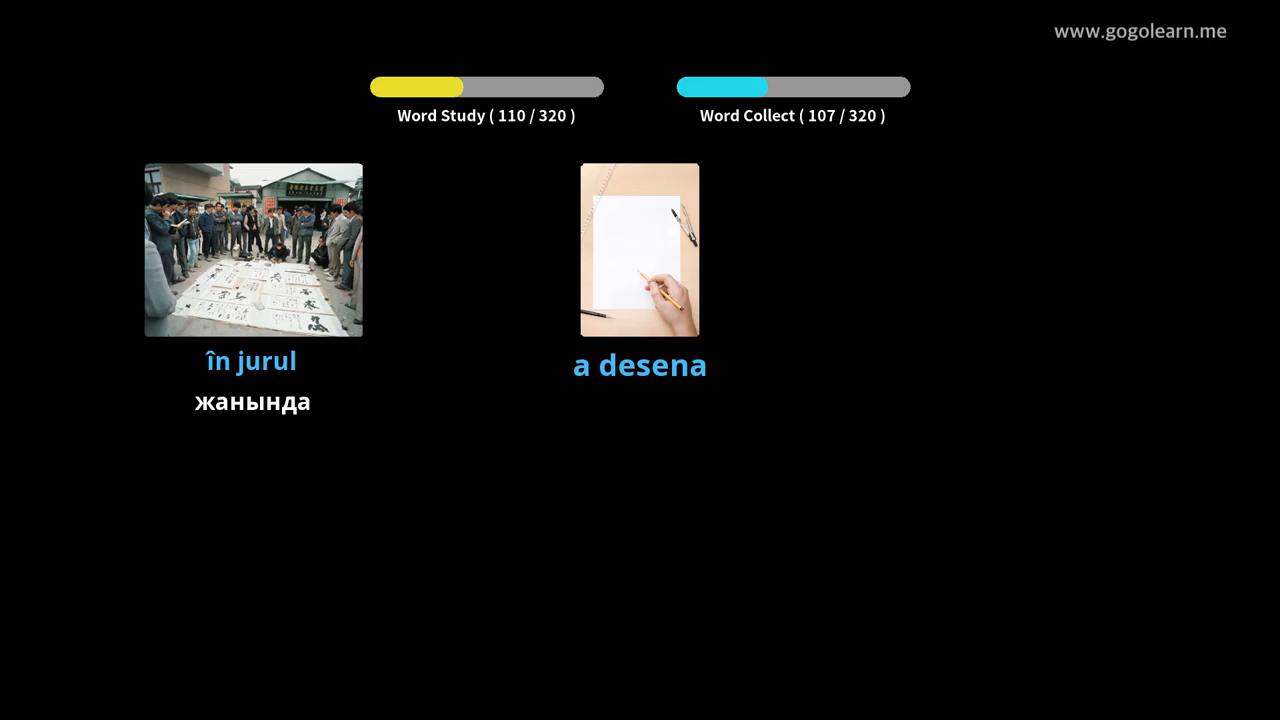 www.gogolearn.me
Word Study ( 110 / 320 )
Word Collect ( 107 / 320 )
în jurul
жанында
a desena